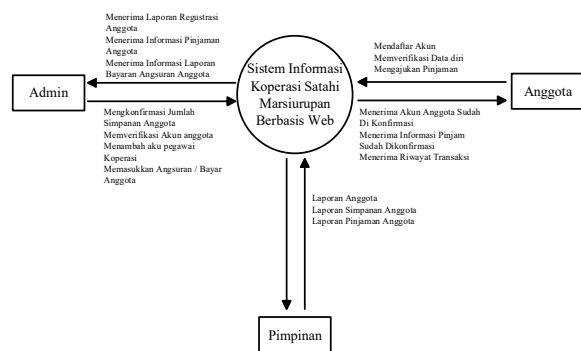 Menerima Laporan Regustrasi
Anggota
Menerima Informasi Pinjaman
Anggota
Menerima Informasi Laporan
Bayaran Angsuran Anggota
Admin
Mengkonfirmasi Jumlah
Simpanan Anggota
Memverifikasi Akun anggota
Menambah aku pegawai
Koperasi
Memasukkan Angsuran / Bayar
Anggota
Sistem Informasi
Koperasi Satahi
Marsiurupan
Berbasis Web
Mendaftar Akun
Memverifikasi Data diri
Mengajukan Pinjaman
Anggota
Menerima Akun Anggota Sudah
Di Konfirmasi
Menerima Informasi Pinjam
Sudah Dikonfirmasi
Menerima Riwayat Transaksi
Laporan Anggota
Laporan Simpanan Anggota
Laporan Pinjaman Anggota
Pimpinan